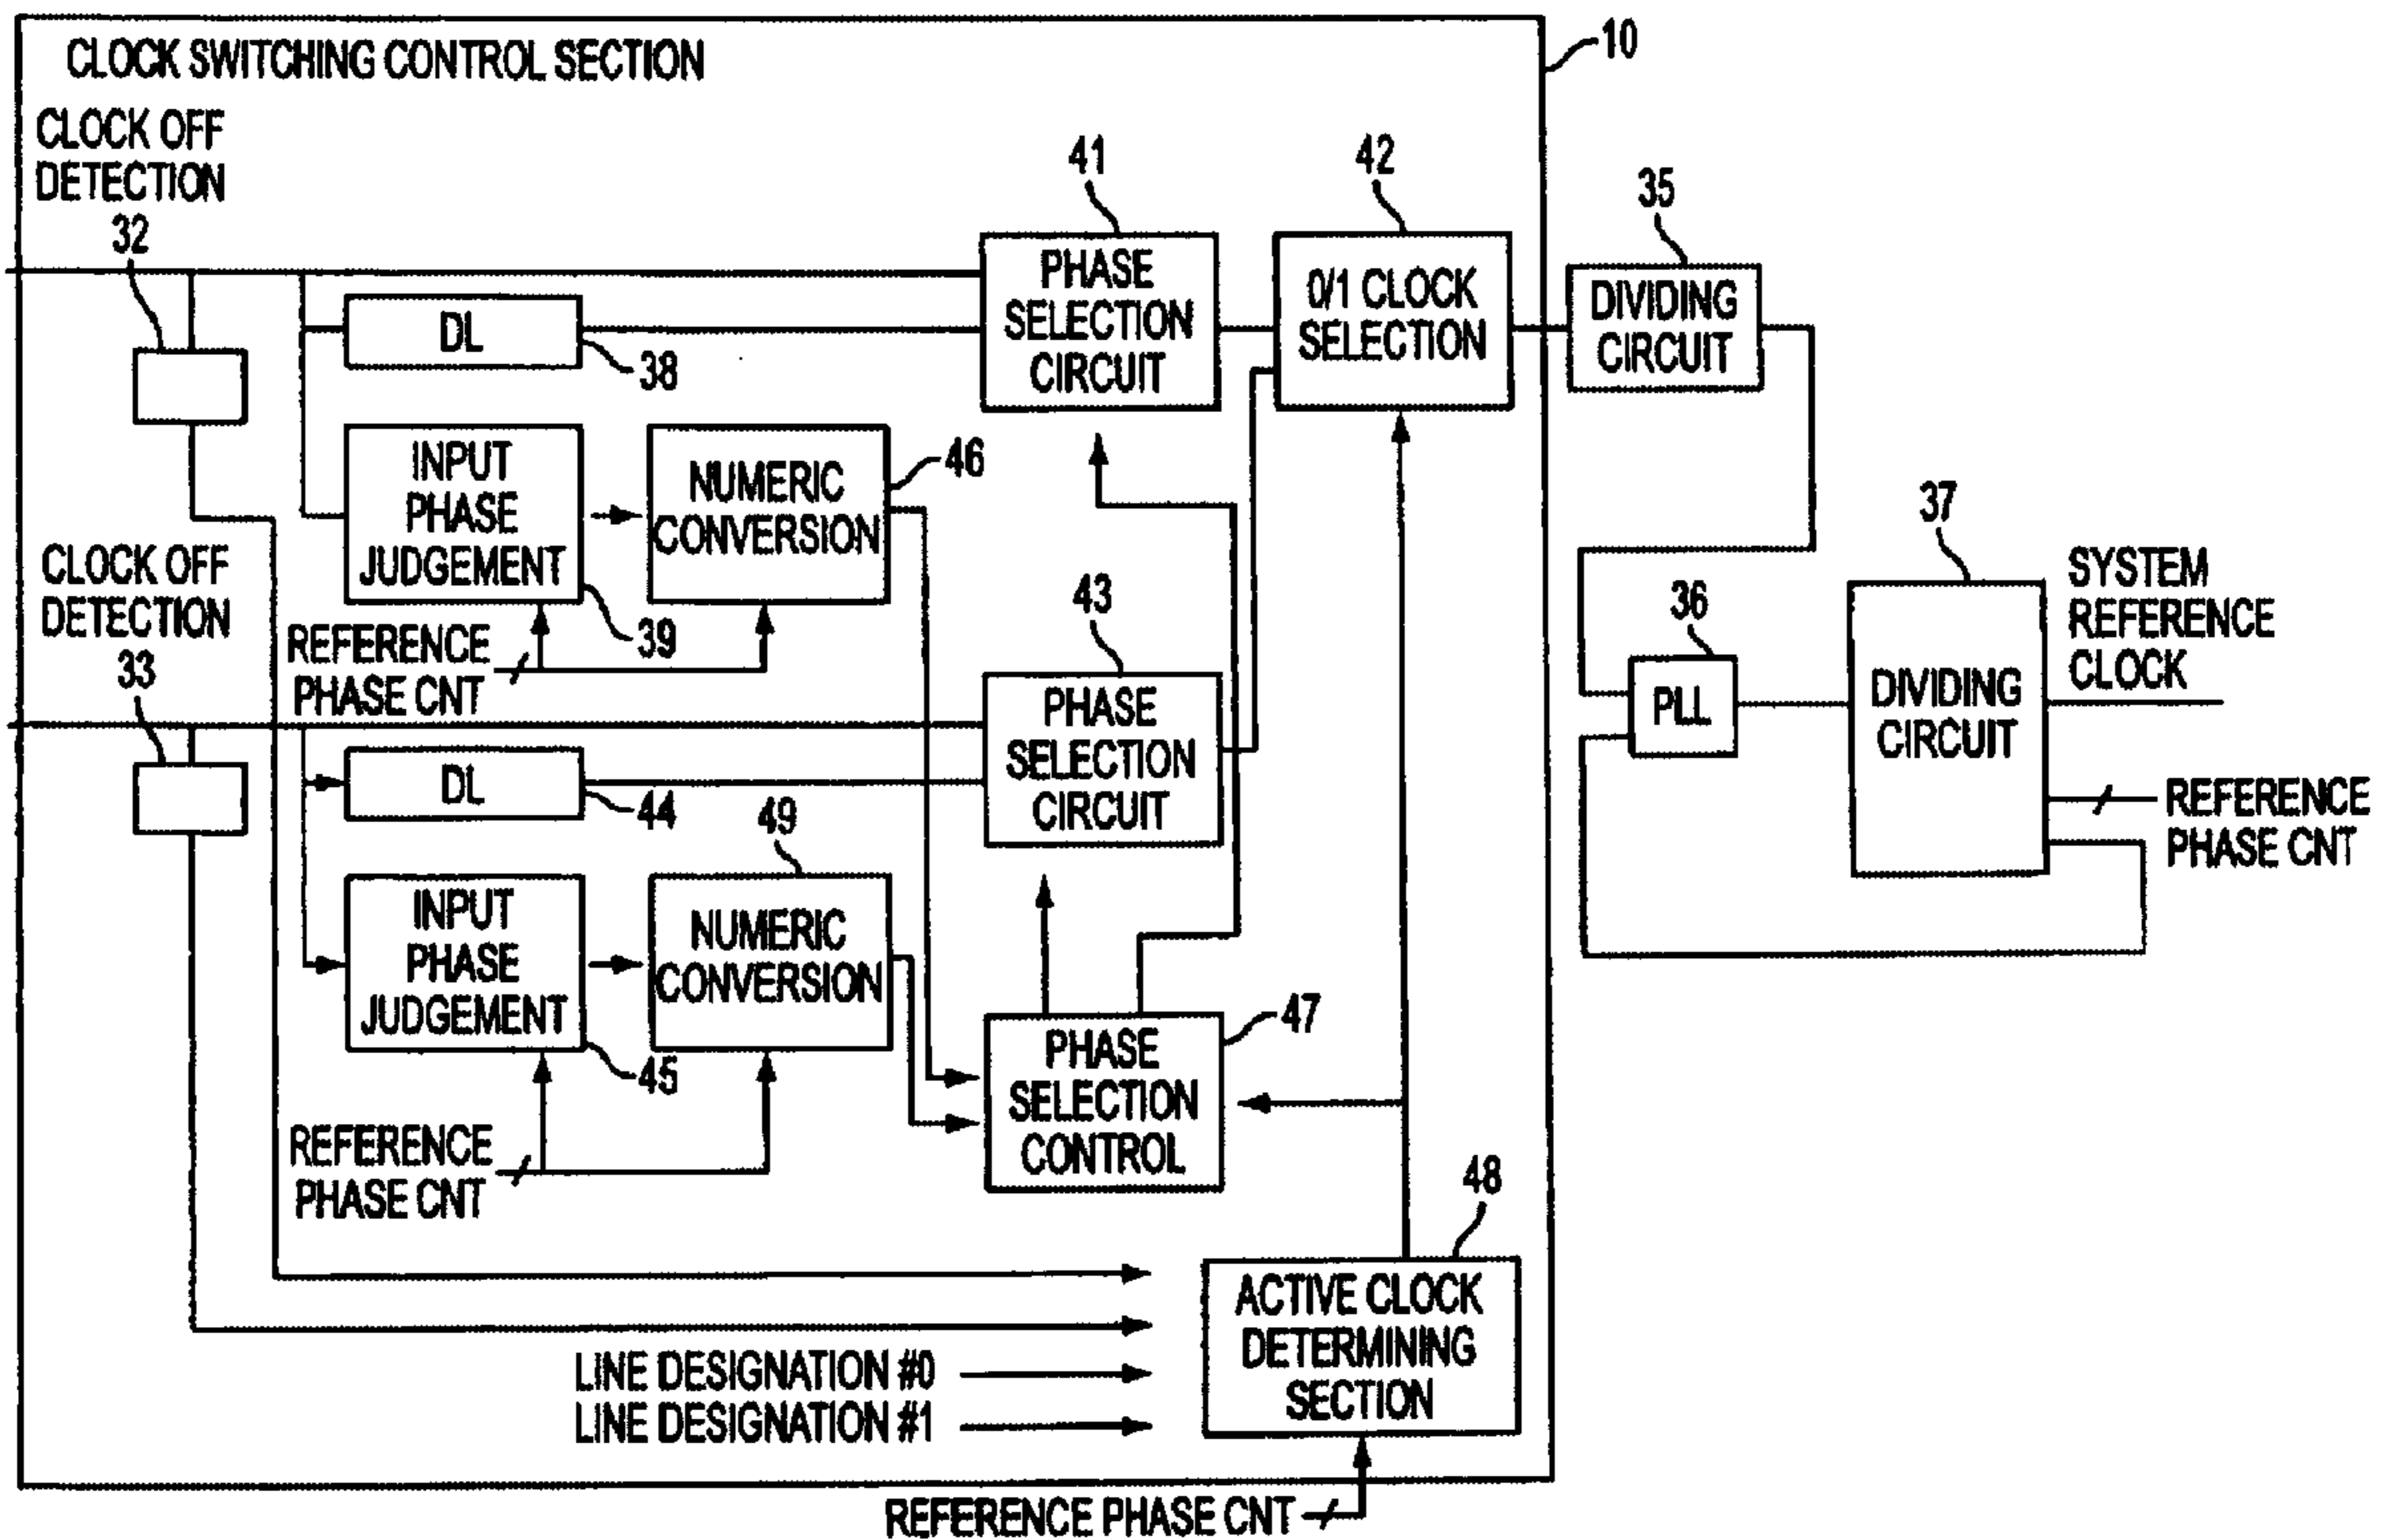 CLOCK SWITCHING CONTROL SECTION
10
CLOCK OFF
DETECTION
32
41
42
35
PHASE
SELECTION
CIRCUIT
0/1 CLOCK
SELECTION
DIVIDING
CIRCUIT
DL
38
INPUT
PHASE
JUDGEMENT
39
NUMERIC
CONVERSION
46
REFERENCE
PHASE CNT
CLOCK OFF
DETECTION
33
43
PHASE
SELECTION
CIRCUIT
DL
44
49
INPUT
PHASE
JUDGEMENT
45
NUMERIC
CONVERSION
REFERENCE
PHASE CNT
47
PHASE
SELECTION
CONTROL
48
ACTIVE CLOCK
DETERMINING
SECTION
LINE DESIGNATION #0
LINE DESIGNATION #1
REFERENCE PHASE CNT
36
PLL
37
DIVIDING
CIRCUIT
SYSTEM
REFERENCE
CLOCK
REFERENCE
PHASE CNT